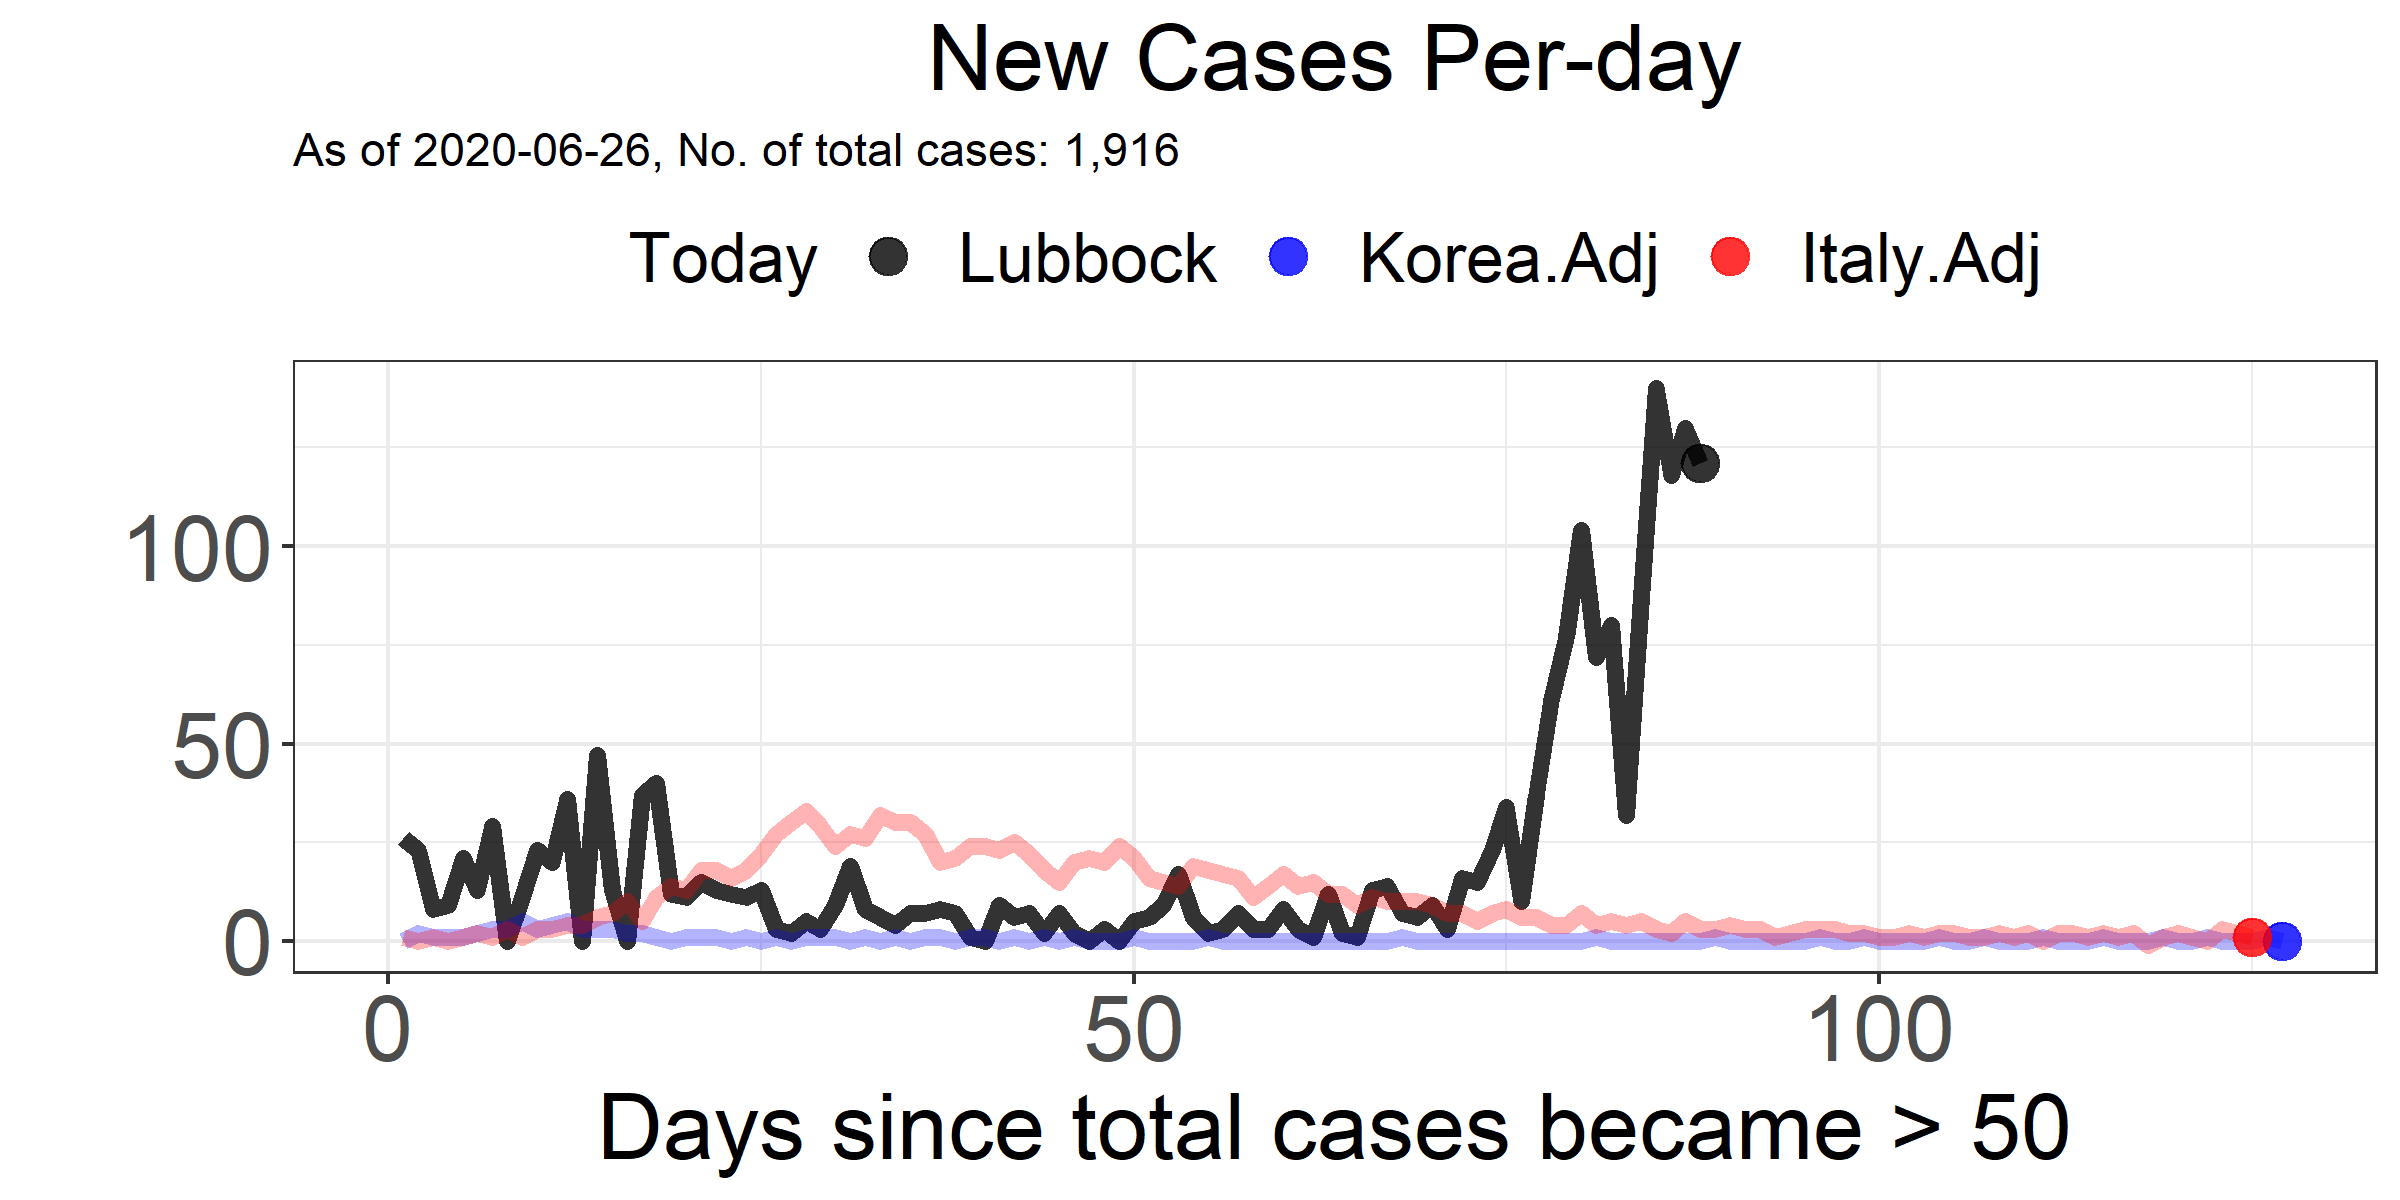 New Cases Per-day
As of 2020-06-26, No. of total cases: 1,916
Today Lubbock Korea.Adj Italy.Adj
100
50
0
0 50 100
Days since total cases became > 50